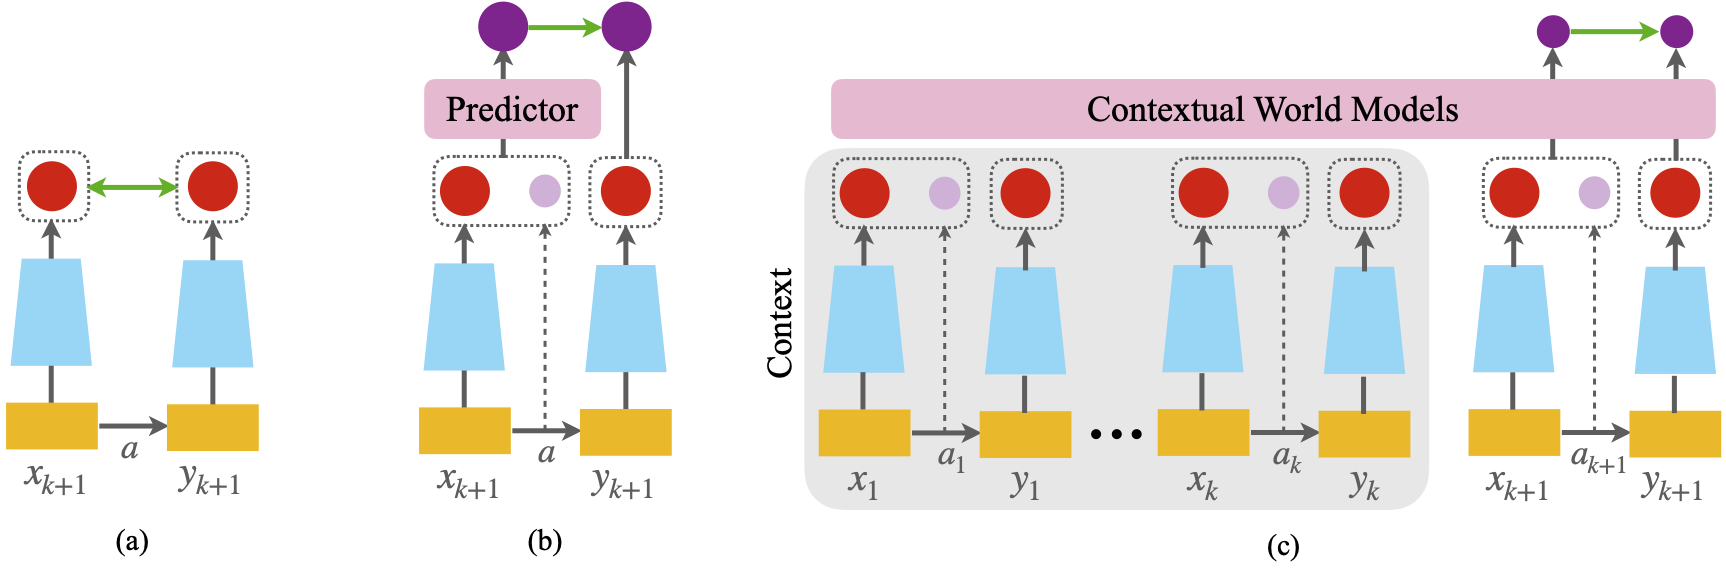 Predictor
Contextual World Models
Context
a
a
a_1
a_k
a_{k+1}
x_{k+1} y_{k+1}
x_{k+1} y_{k+1}
x_1 y_1 ••• x_k y_k
x_{k+1} y_{k+1}
(a)
(b)
(c)